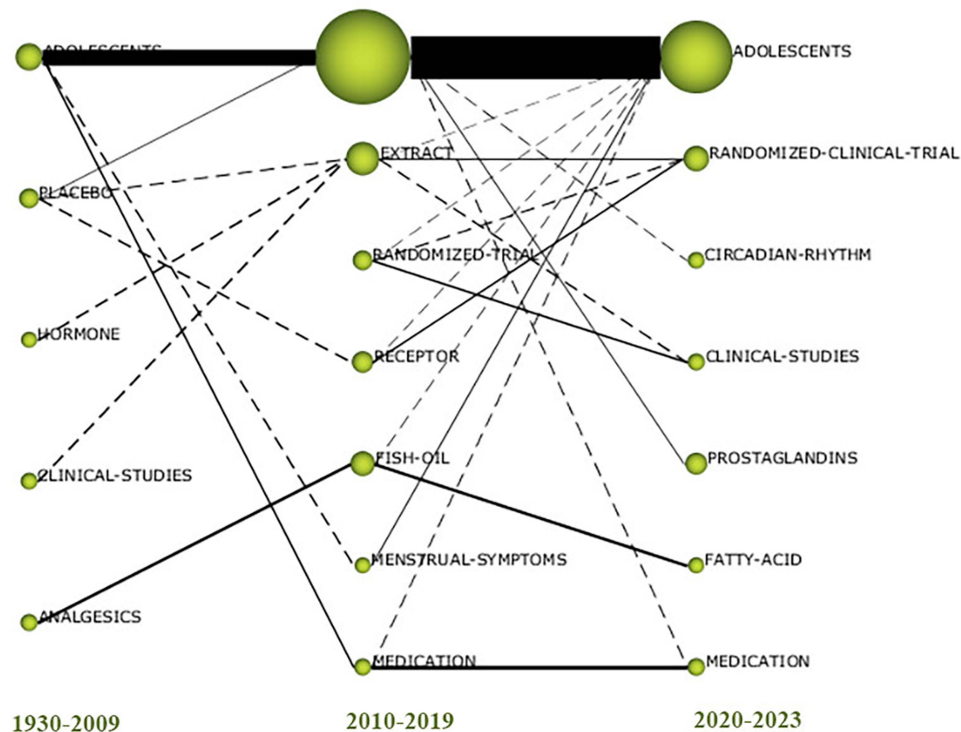 ADOLESCENTS
PLACEBO
HORMONE
CLINICAL-STUDIES
ANALGESICS
1930-2009
EXTRACT
RANDOMIZED-TRIAL
RECEPTOR
FISH-OIL
MENSTRUAL-SYMPTOMS
MEDICATION
2010-2019
ADOLESCENTS
RANDOMIZED-CLINICAL-TRIAL
CIRCADIAN-RHYTHM
CLINICAL-STUDIES
PROSTAGLANDINS
FATTY-ACID
MEDICATION
2020-2023